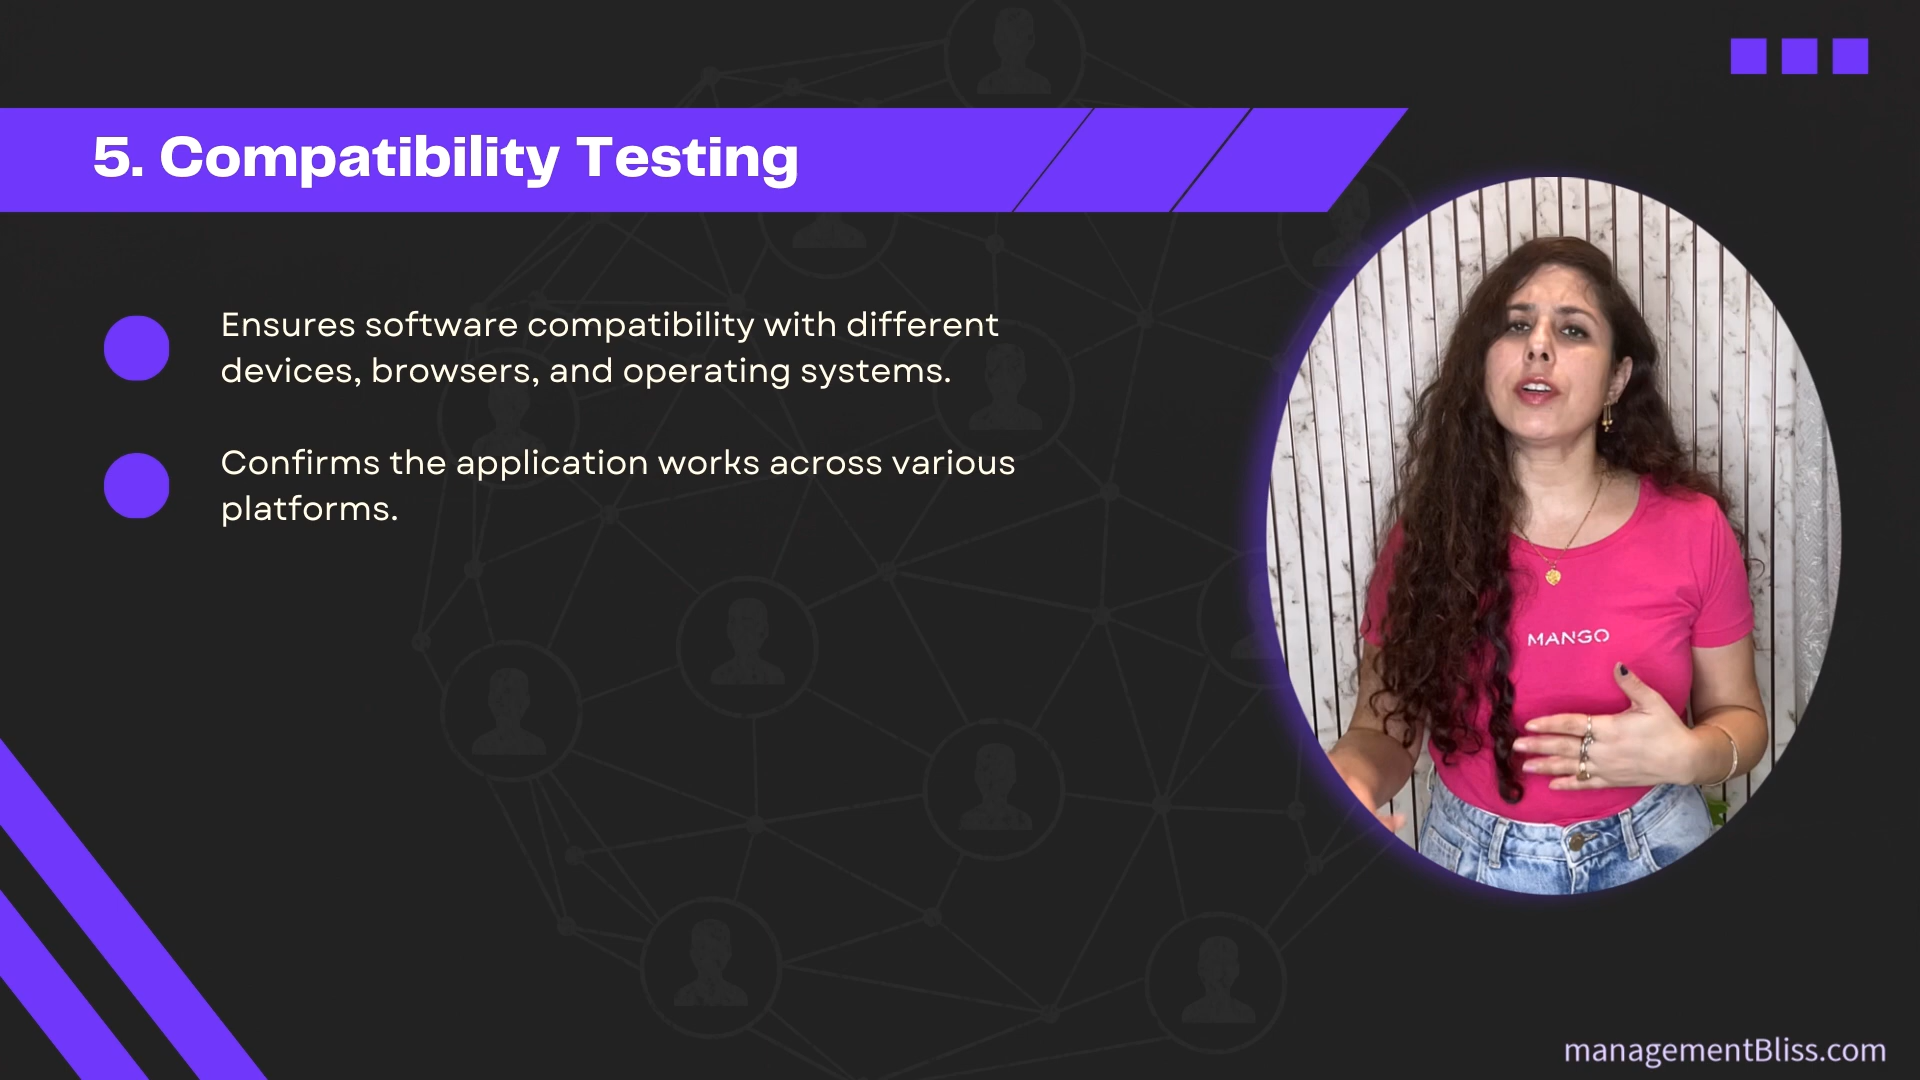 5. Compatibility Testing
Ensures software compatibility with different
devices, browsers, and operating systems.
Confirms the application works across various
platforms.
MANGO
managementBliss.com